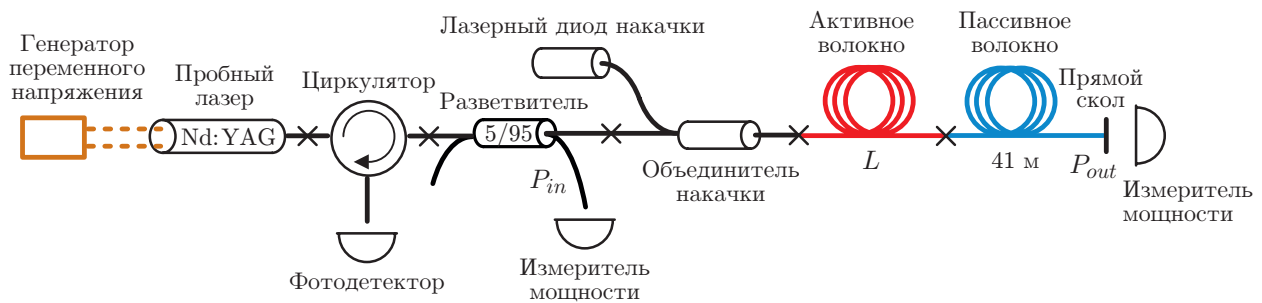 Генератор
переменного
напряжения
Пробный
лазер
Nd:YAG
Циркулятор
Фотодетектор
Лазерный диод накачки
Разветвитель
5/95
P_in
Измеритель
мощности
Объединитель
накачки
Активное
волокно
L
Пассивное
волокно
41 м
Прямой
скол
P_out
Измеритель
мощности